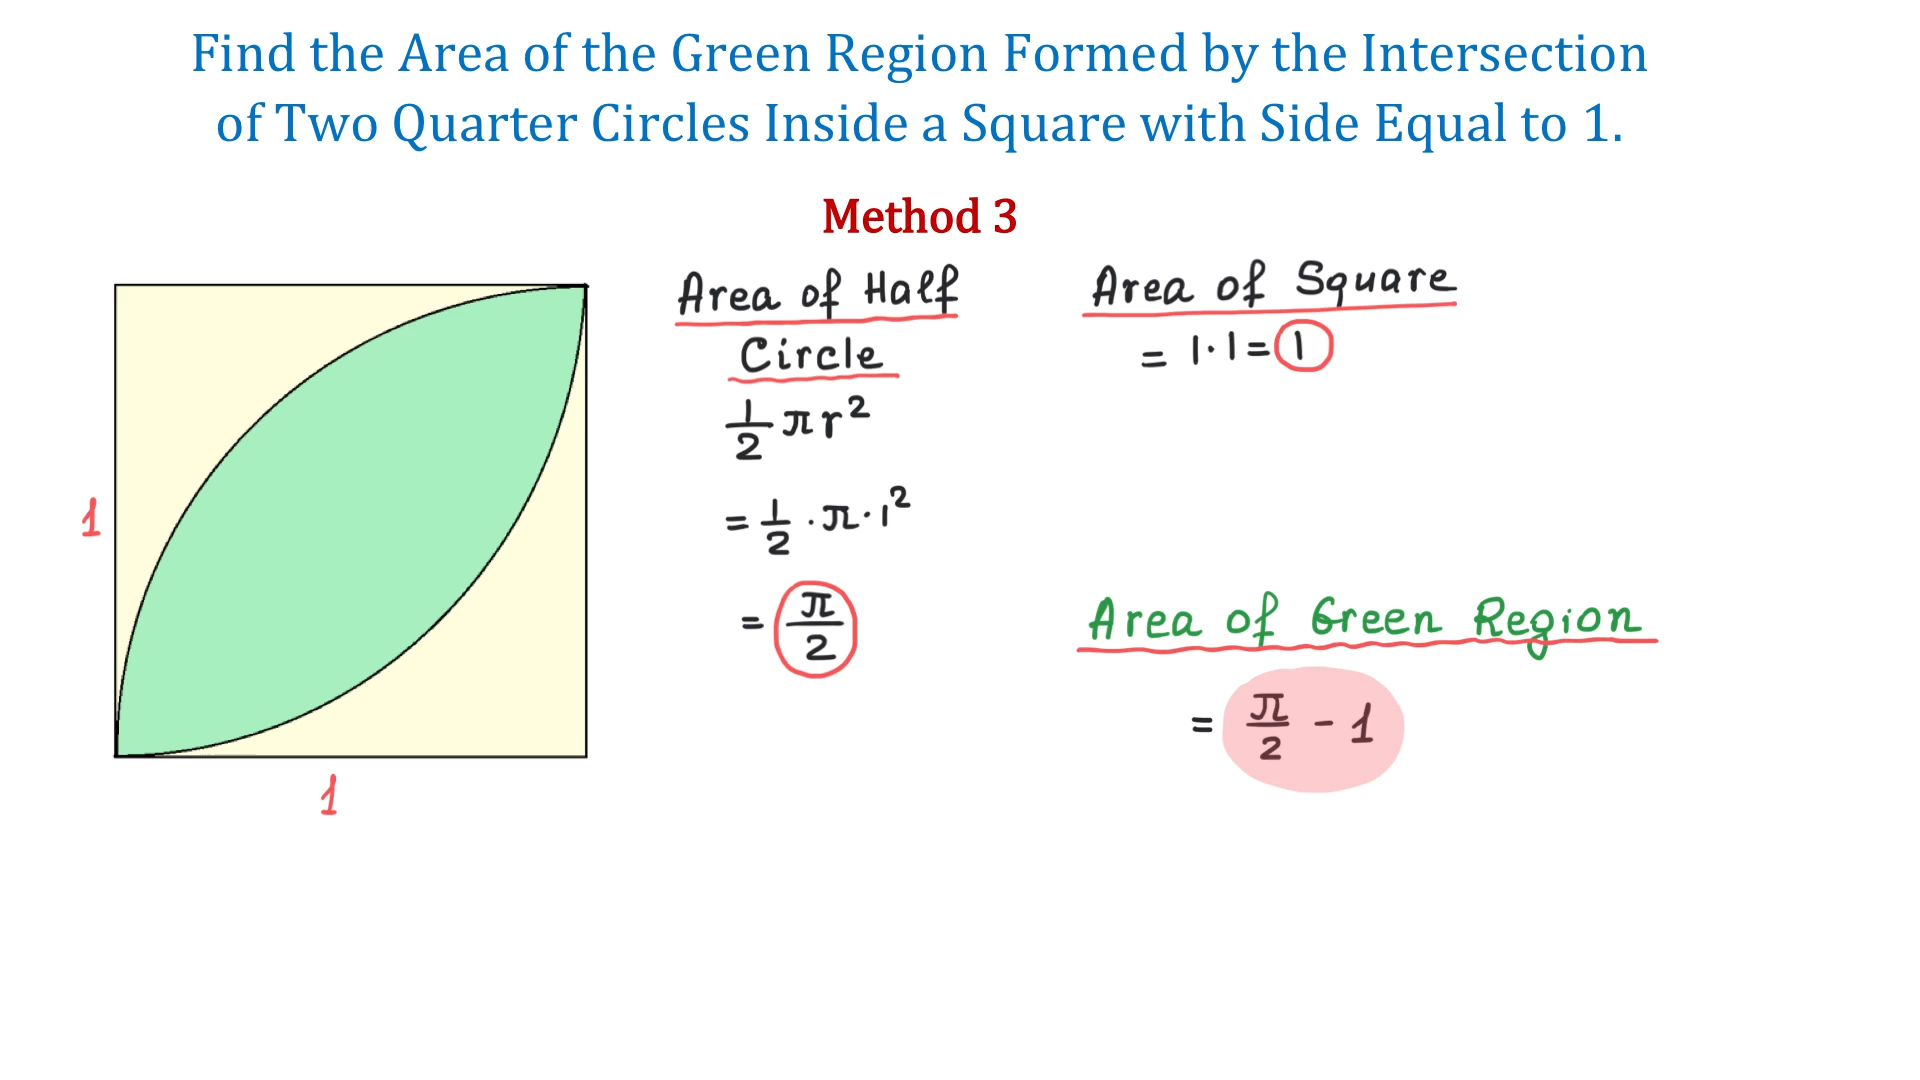 Find the Area of the Green Region Formed by the Intersection
of Two Quarter Circles Inside a Square with Side Equal to 1.
Method 3
1
1
Area of Half
Circle
1/2 πr²
= 1/2 · π · 1²
= π/2
Area of Square
= 1·1 = 1
Area of Green Region
= π/2 - 1